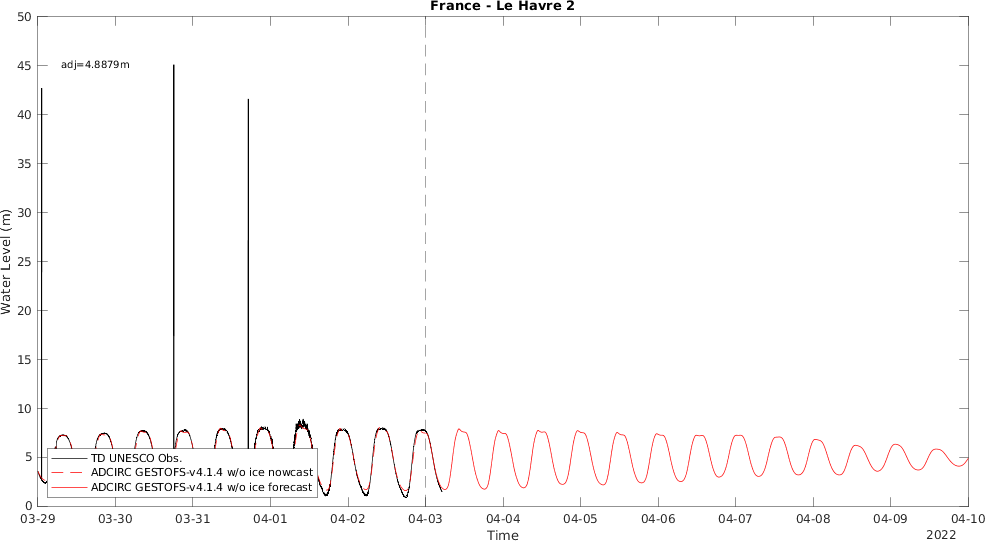 France - Le Havre 2
50
45
40
35
30
25
20
15
10
5
0
Water Level (m)
adj=4.8879m
TD UNESCO Obs.
ADCIRC GESTOFS-v4.1.4 w/o ice nowcast
ADCIRC GESTOFS-v4.1.4 w/o ice forecast
03-29 03-30 03-31 04-01 04-02 04-03 04-04 04-05 04-06 04-07 04-08 04-09 04-10
Time
2022